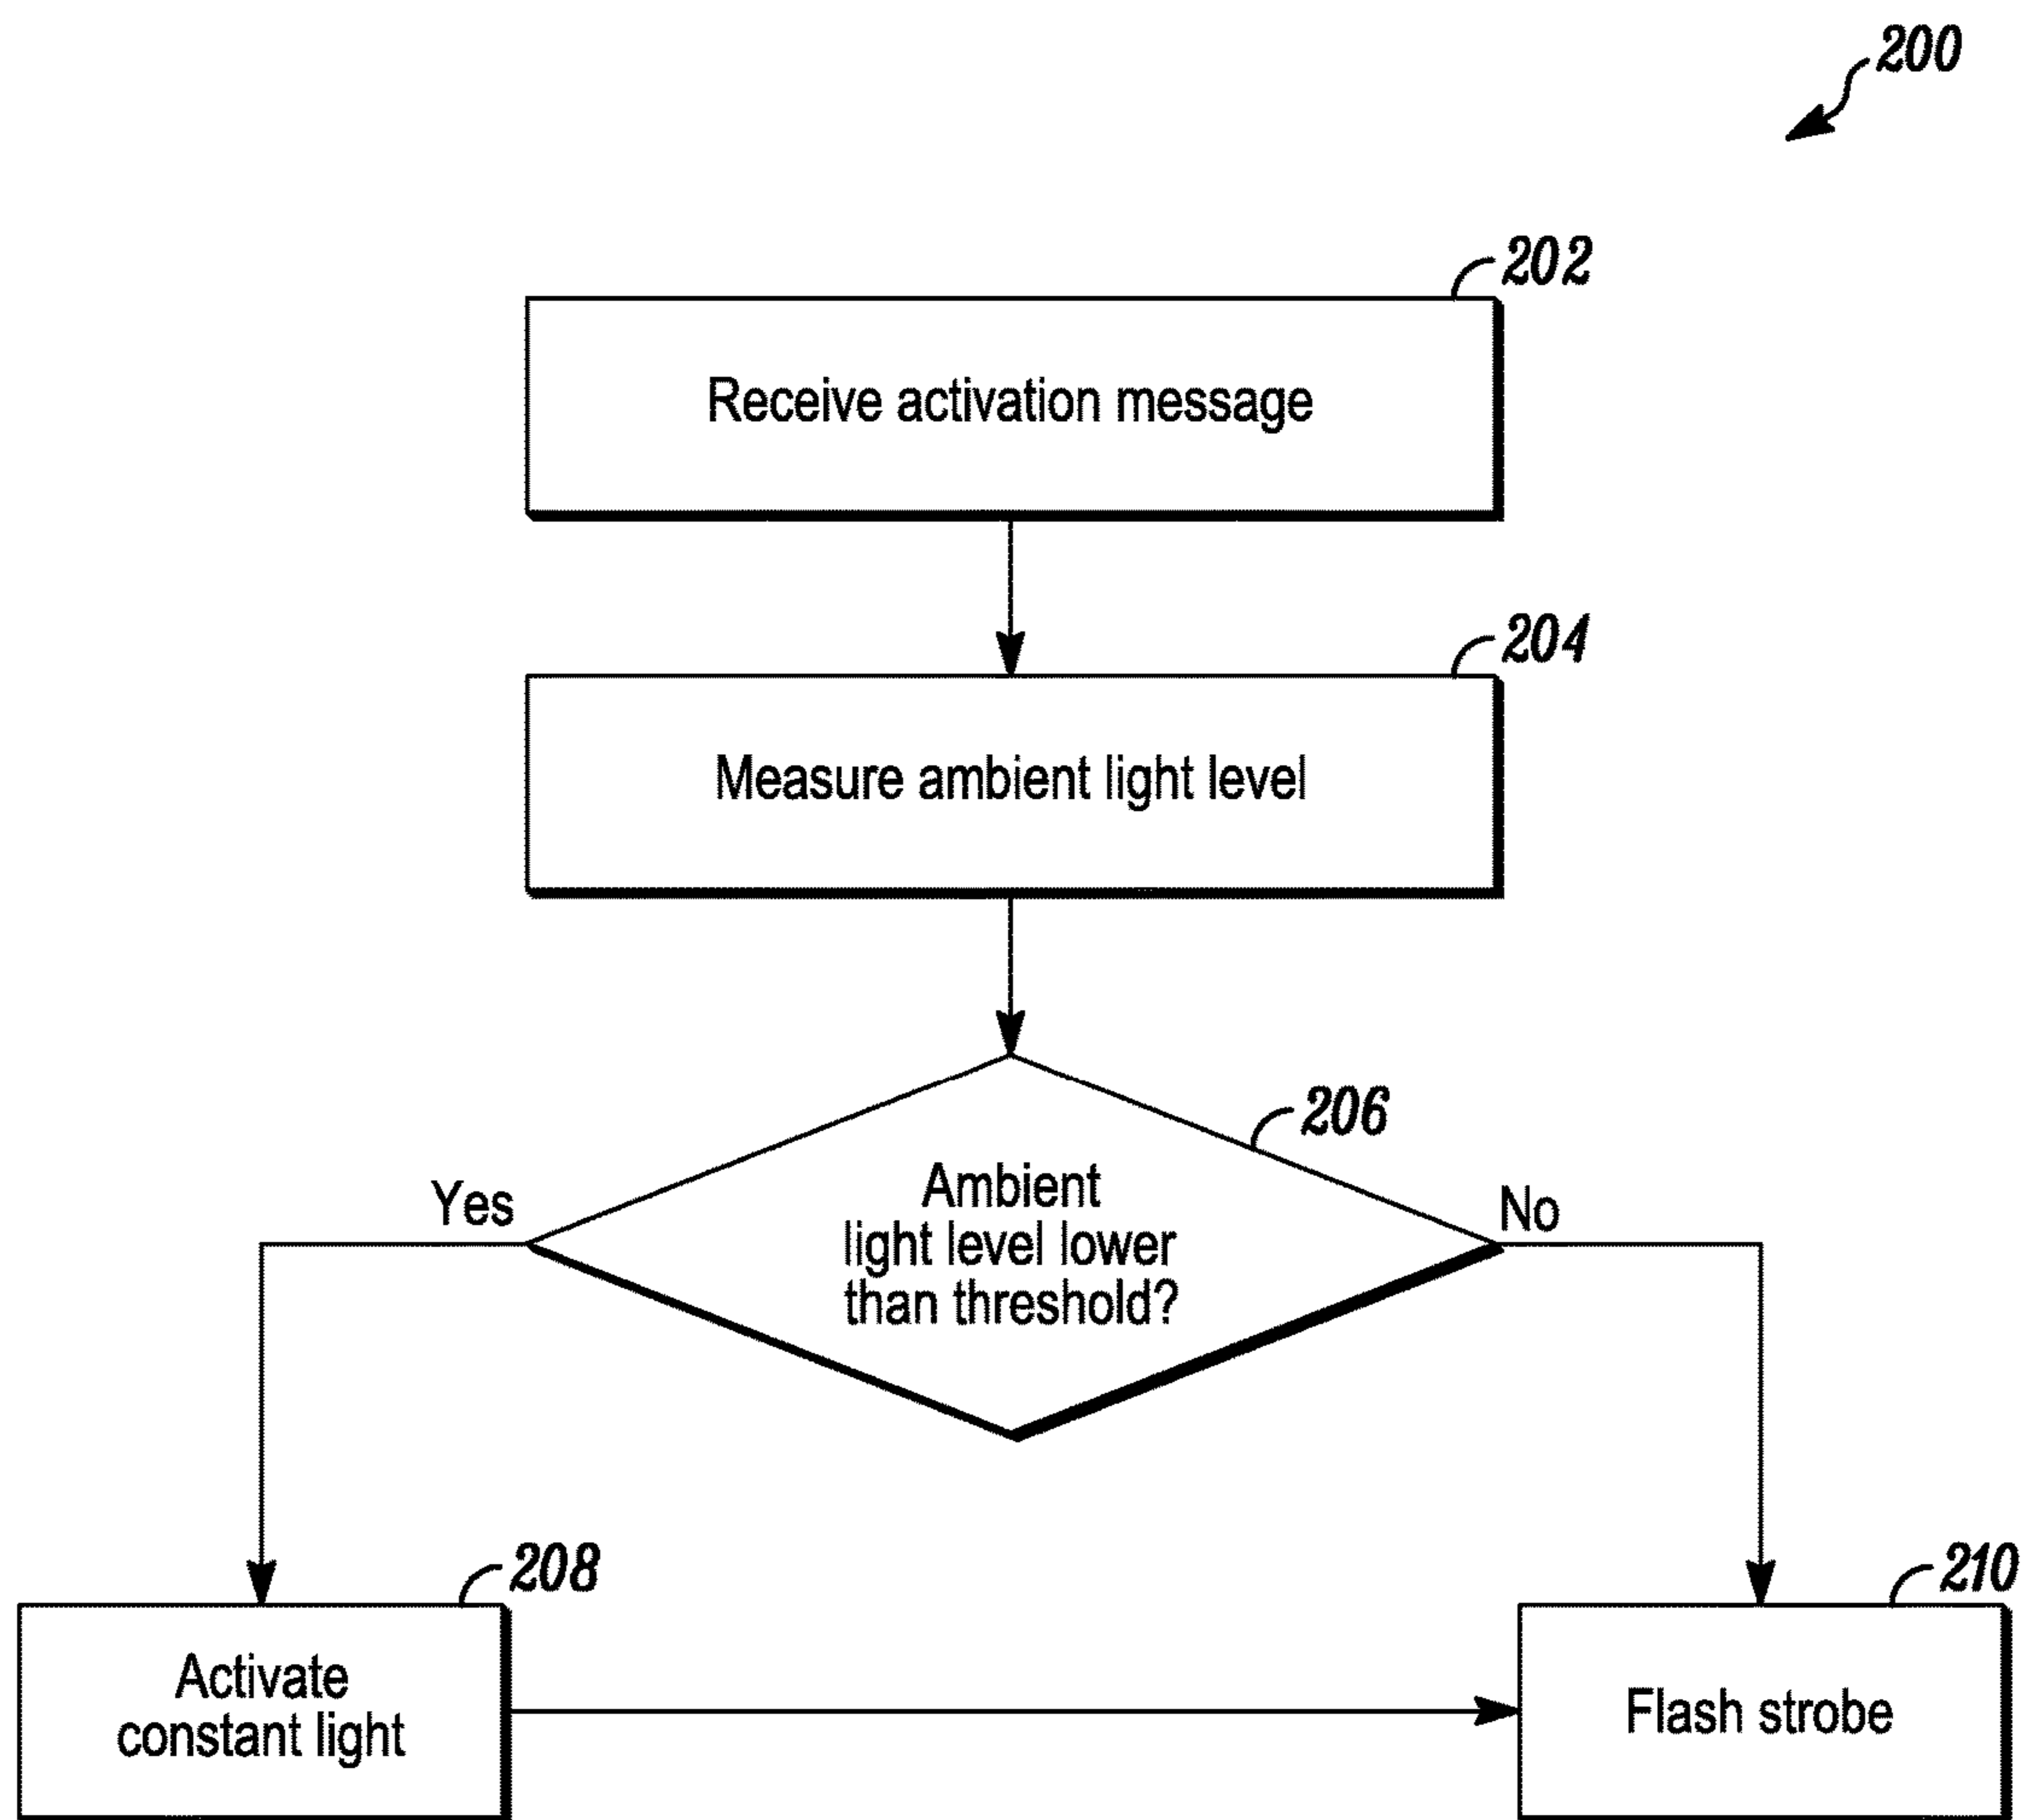 200
202
Receive activation message
204
Measure ambient light level
206
Ambient
light level lower
than threshold?
Yes
No
208
Activate
constant light
210
Flash strobe